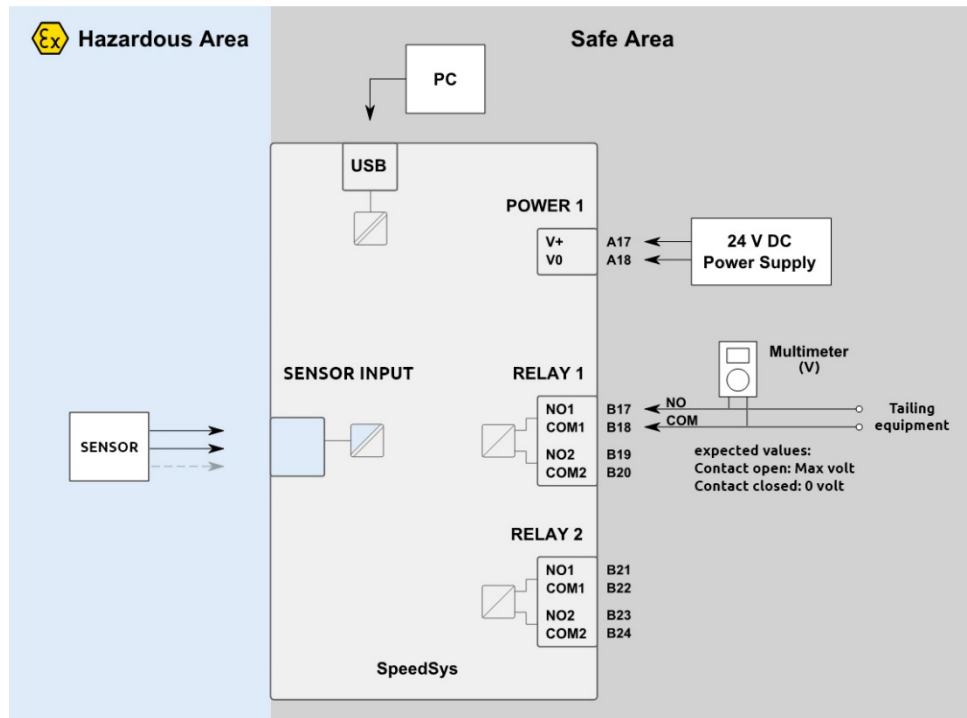 Ex Hazardous Area
Safe Area
PC
USB
POWER 1
V+ A17
V0 A18
24 V DC
Power Supply
SENSOR INPUT
SENSOR
RELAY 1
NO1 B17
COM1 B18
NO2 B19
COM2 B20
NO
COM
Multimeter
(V)
Tailing
equipment
expected values:
Contact open: Max volt
Contact closed: 0 volt
RELAY 2
NO1 B21
COM1 B22
NO2 B23
COM2 B24
SpeedSys